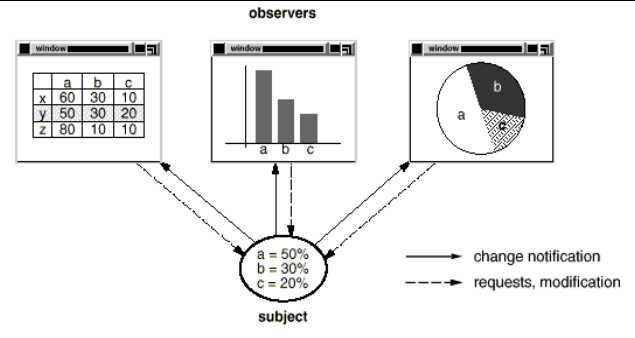 observers
window
window
window
a b c
x 60 30 10
y 50 30 20
z 80 10 10
a b c
a
b
c
a = 50%
b = 30%
c = 20%
subject
change notification
requests, modification